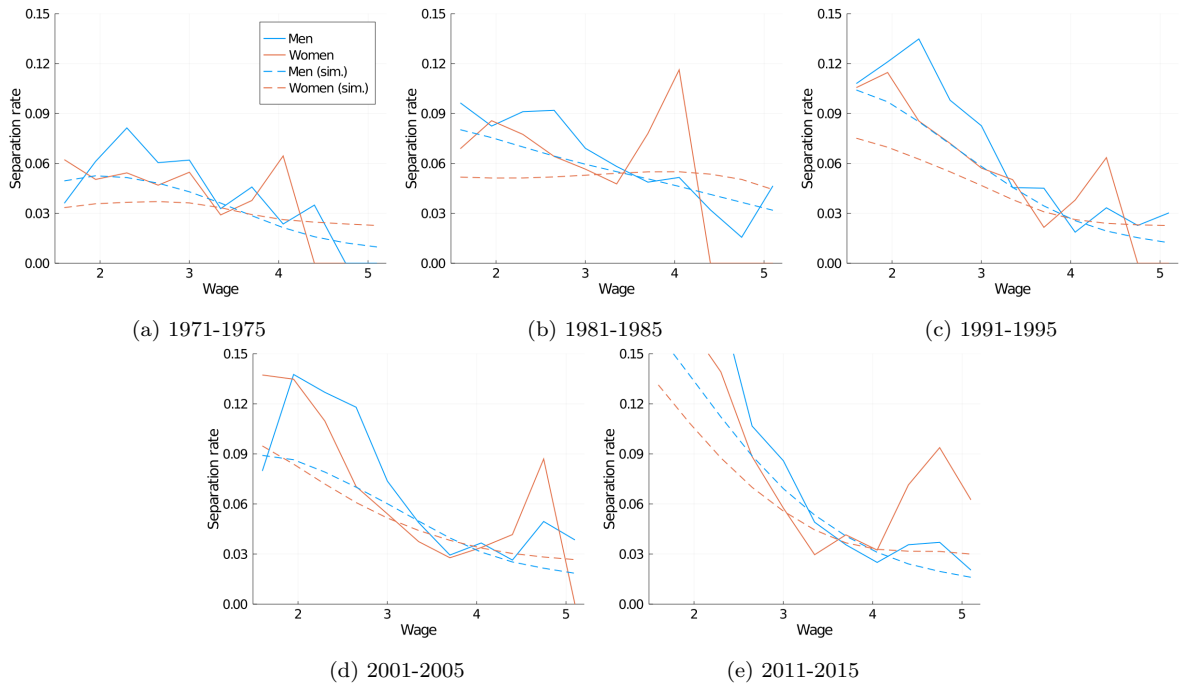 0.15
0.12
0.09
0.06
0.03
0.00
Separation rate
2 3 4 5
Wage
Men
Women
Men (sim.)
Women (sim.)
(a) 1971-1975
0.15
0.12
0.09
0.06
0.03
0.00
Separation rate
2 3 4 5
Wage
(b) 1981-1985
0.15
0.12
0.09
0.06
0.03
0.00
Separation rate
2 3 4 5
Wage
(c) 1991-1995
0.15
0.12
0.09
0.06
0.03
0.00
Separation rate
2 3 4 5
Wage
(d) 2001-2005
0.15
0.12
0.09
0.06
0.03
0.00
Separation rate
2 3 4 5
Wage
(e) 2011-2015